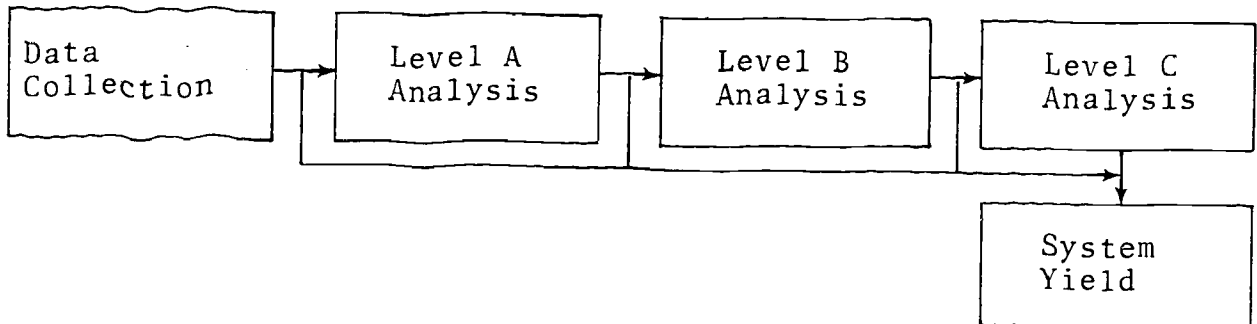 Data
Collection
Level A
Analysis
Level B
Analysis
Level C
Analysis
System
Yield